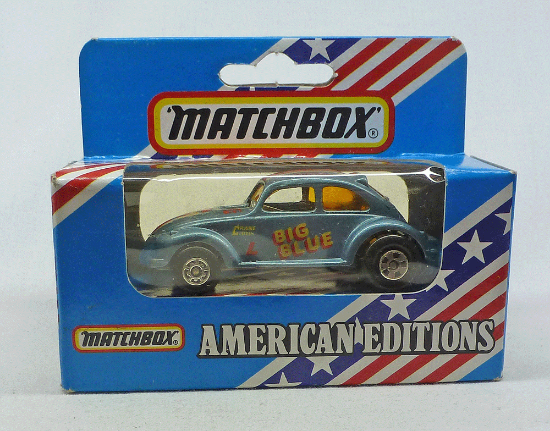 'MATCHBOX'®
BIG
BLUE
MATCHBOX®
AMERICAN EDITIONS